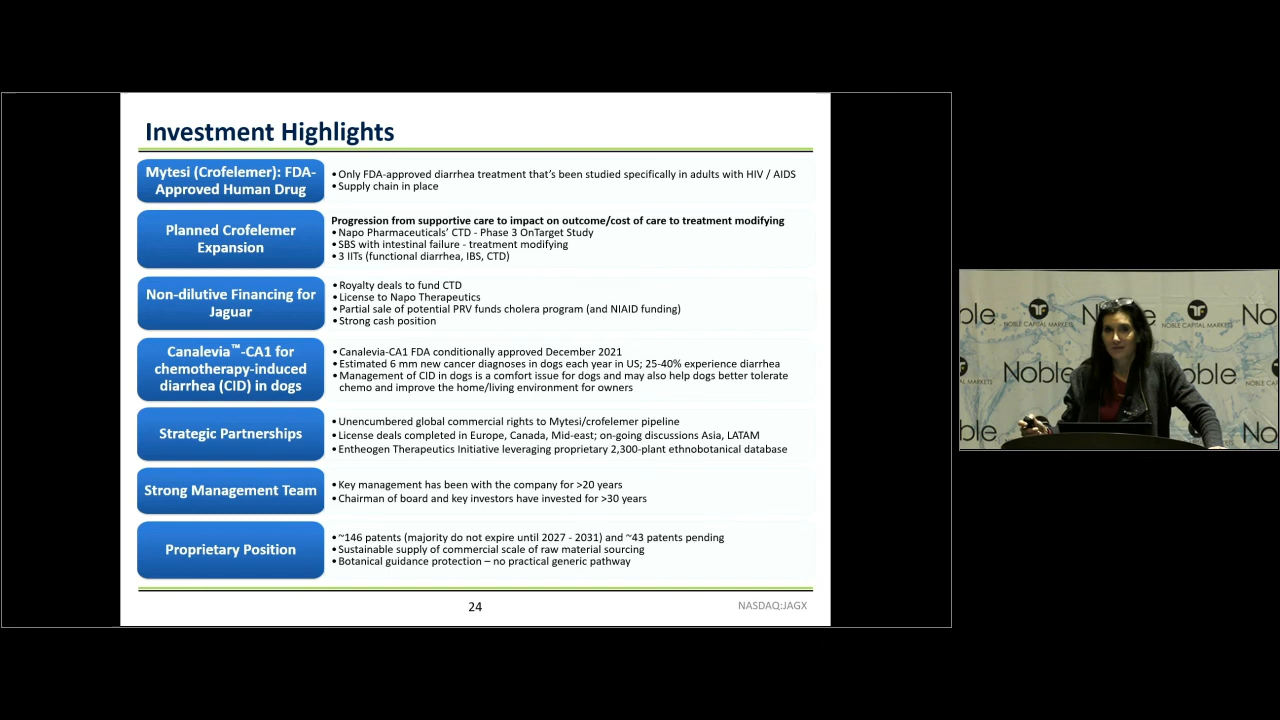 Investment Highlights
Mytesi (Crofelemer): FDA-
Approved Human Drug
• Only FDA-approved diarrhea treatment that's been studied specifically in adults with HIV / AIDS
• Supply chain in place
Planned Crofelemer
Expansion
Progression from supportive care to impact on outcome/cost of care to treatment modifying
• Napo Pharmaceuticals' CTD - Phase 3 OnTarget Study
• SBS with intestinal failure - treatment modifying
• 3 IITs (functional diarrhea, IBS, CTD)
Non-dilutive Financing for
Jaguar
• Royalty deals to fund CTD
• License to Napo Therapeutics
• Partial sale of potential PRV funds cholera program (and NIAID funding)
• Strong cash position
Canalevia™-CA1 for
chemotherapy-induced
diarrhea (CID) in dogs
• Canalevia-CA1 FDA conditionally approved December 2021
• Estimated 6 mm new cancer diagnoses in dogs each year in US; 25-40% experience diarrhea
• Management of CID in dogs is a comfort issue for dogs and may also help dogs better tolerate
chemo and improve the home/living environment for owners
Strategic Partnerships
• Unencumbered global commercial rights to Mytesi/crofelemer pipeline
• License deals completed in Europe, Canada, Mid-east; on-going discussions Asia, LATAM
• Entheogen Therapeutics Initiative leveraging proprietary 2,300-plant ethnobotanical database
Strong Management Team
• Key management has been with the company for >20 years
• Chairman of board and key investors have invested for >30 years
Proprietary Position
• ~146 patents (majority do not expire until 2027 - 2031) and ~43 patents pending
• Sustainable supply of commercial scale of raw material sourcing
• Botanical guidance protection – no practical generic pathway
24
NASDAQ:JAGX
ble
NOBLE CAPITAL MARKETS
NOBLE CAPITAL MARKETS
No
AL MARKETS
Noble
oble
CA
ble
No